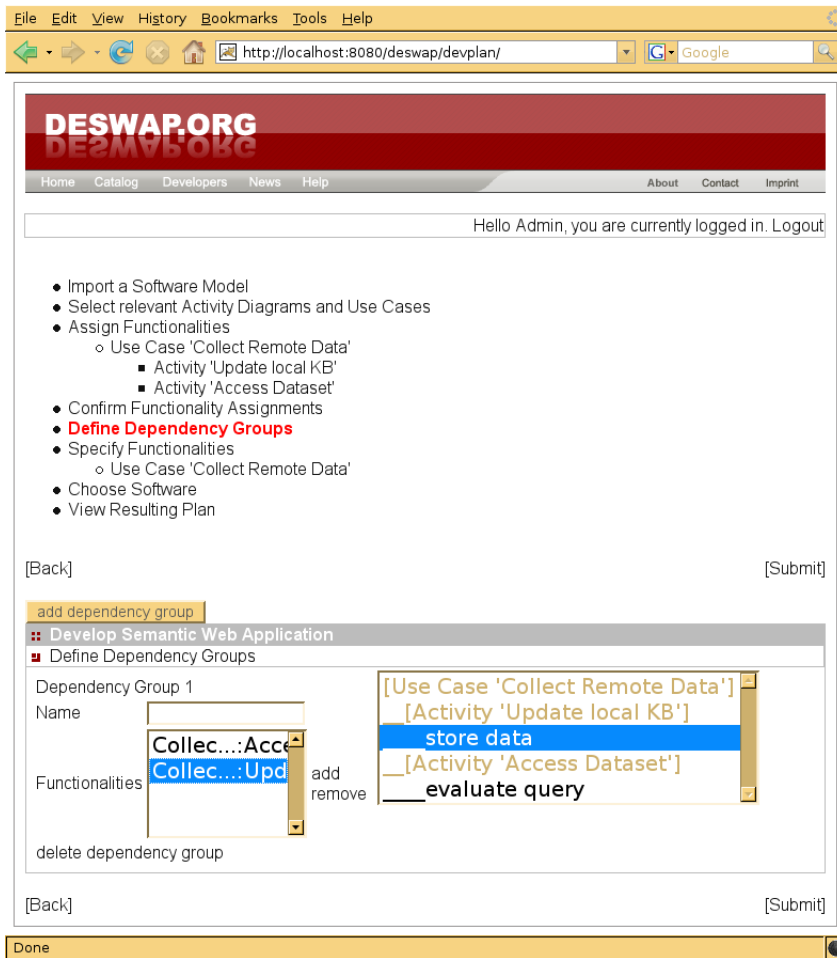 File Edit View History Bookmarks Tools Help
http://localhost:8080/deswap/devplan/ G Google
DESWAP.ORG
Home Catalog Developers News Help About Contact Imprint
Hello Admin, you are currently logged in. Logout
Import a Software Model
Select relevant Activity Diagrams and Use Cases
Assign Functionalities
Use Case 'Collect Remote Data'
Activity 'Update local KB'
Activity 'Access Dataset'
Confirm Functionality Assignments
Define Dependency Groups
Specify Functionalities
Use Case 'Collect Remote Data'
Choose Software
View Resulting Plan
[Back] [Submit]
add dependency group
Develop Semantic Web Application
Define Dependency Groups
Dependency Group 1
Name
Functionalities
Collec...:Acce
Collec...:Upd
add
remove
[Use Case 'Collect Remote Data']
__[Activity 'Update local KB']
____store data
__[Activity 'Access Dataset']
____evaluate query
delete dependency group
[Back] [Submit]
Done